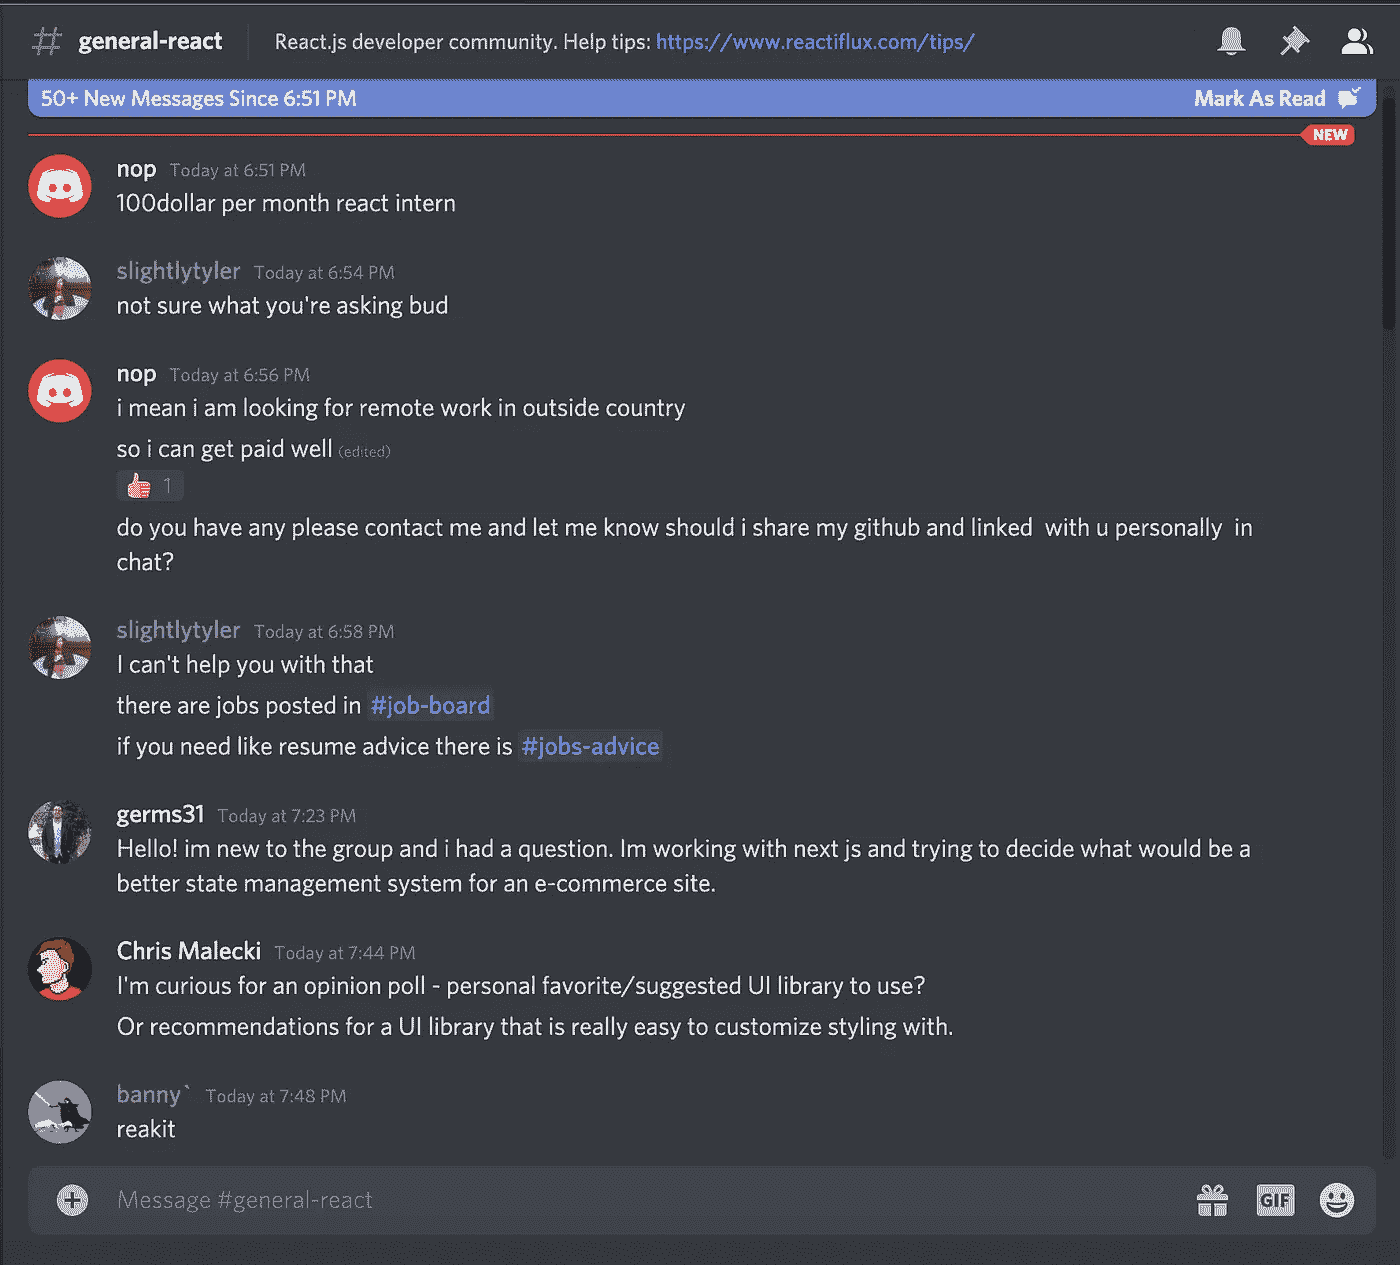 # general-react React.js developer community. Help tips: https://www.reactiflux.com/tips/
50+ New Messages Since 6:51 PM Mark As Read
NEW
nop Today at 6:51 PM
100dollar per month react intern
slightlytyler Today at 6:54 PM
not sure what you're asking bud
nop Today at 6:56 PM
i mean i am looking for remote work in outside country
so i can get paid well (edited)
1
do you have any please contact me and let me know should i share my github and linked with u personally in
chat?
slightlytyler Today at 6:58 PM
I can't help you with that
there are jobs posted in #job-board
if you need like resume advice there is #jobs-advice
germs31 Today at 7:23 PM
Hello! im new to the group and i had a question. Im working with next js and trying to decide what would be a
better state management system for an e-commerce site.
Chris Malecki Today at 7:44 PM
I'm curious for an opinion poll - personal favorite/suggested UI library to use?
Or recommendations for a UI library that is really easy to customize styling with.
banny` Today at 7:48 PM
reakit
Message #general-react GIF